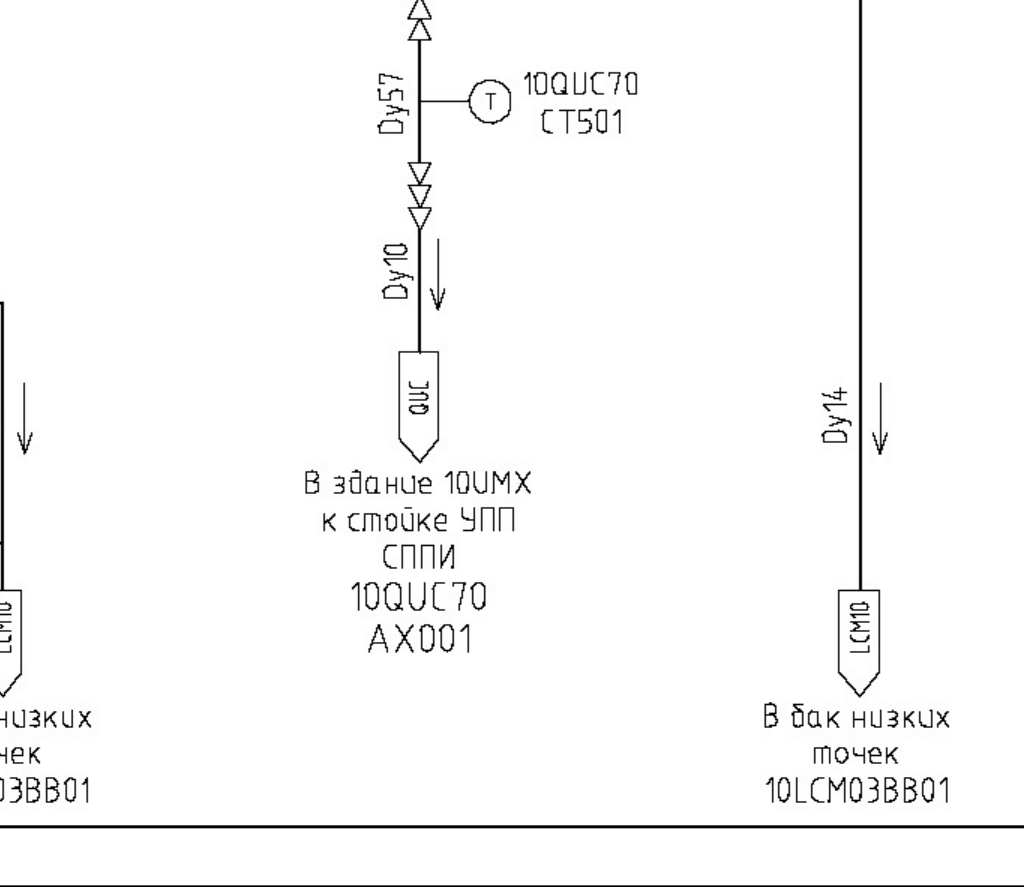 Dy57
T
10QUC70
CT501
Dy10
QUC
В здание 10UMX
к стойке УПП
СППИ
10QUC70
AX001
Dy14
LCM10
LCM10
низких
чек
03BB01
В бак низких
точек
10LCM03BB01